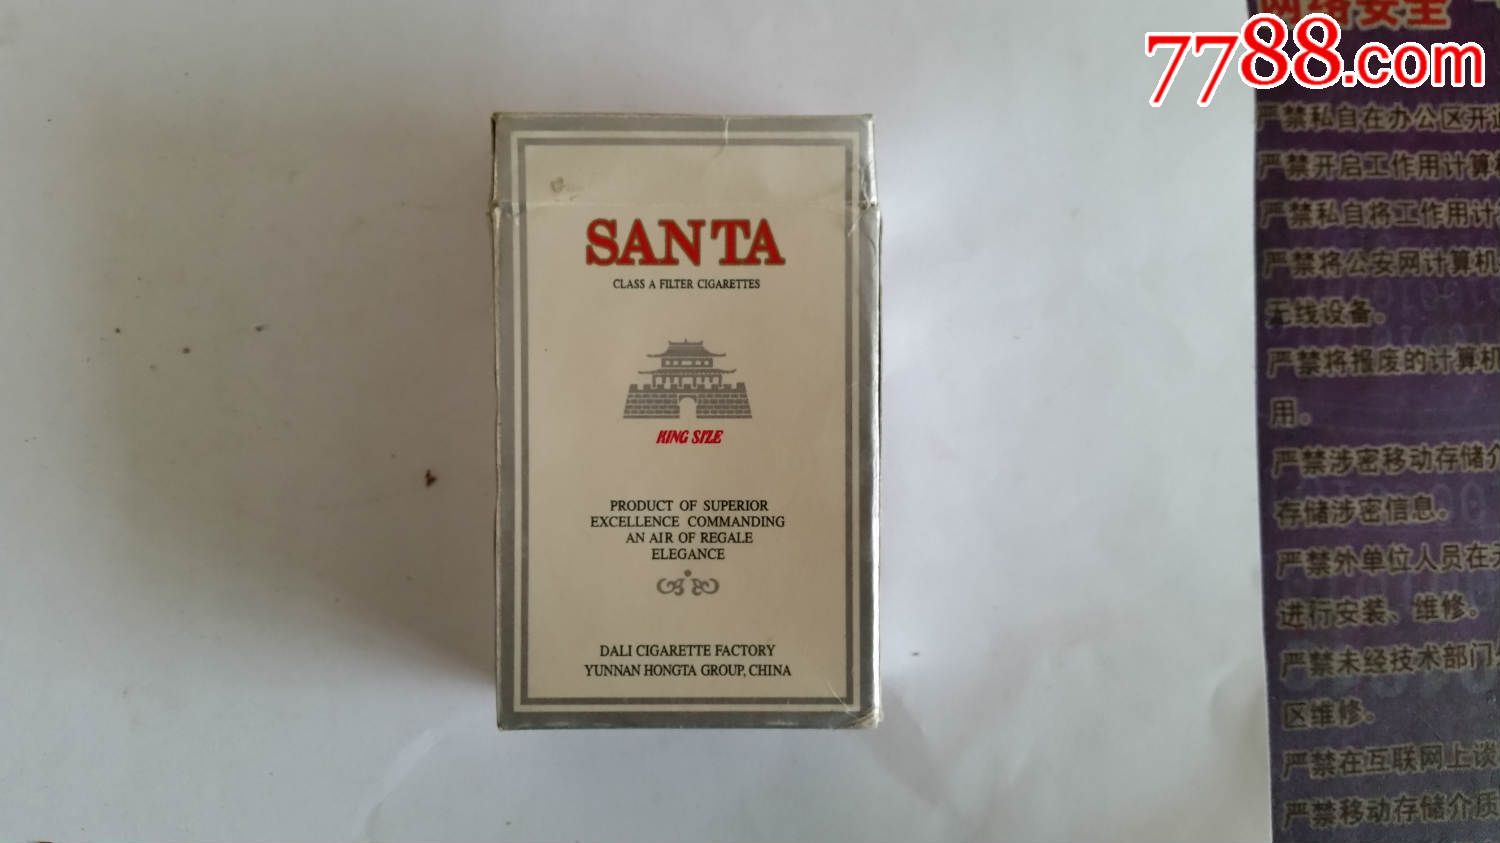 7788.com
SANTA
CLASS A FILTER CIGARETTES
KING SIZE
PRODUCT OF SUPERIOR
EXCELLENCE COMMANDING
AN AIR OF REGALE
ELEGANCE
DALI CIGARETTE FACTORY
YUNNAN HONGTA GROUP, CHINA
网络安全
严禁私自在办公区开
严禁开启工作用计算
严禁私自将工作用计
严禁将公安网计算机
无线设备。
严禁将报废的计算机
用。
严禁涉密移动存储介
存储涉密信息。
严禁外单位人员在
进行安装、维修。
严禁未经技术部门
区维修。
严禁在互联网上谈
严禁移动存储介质